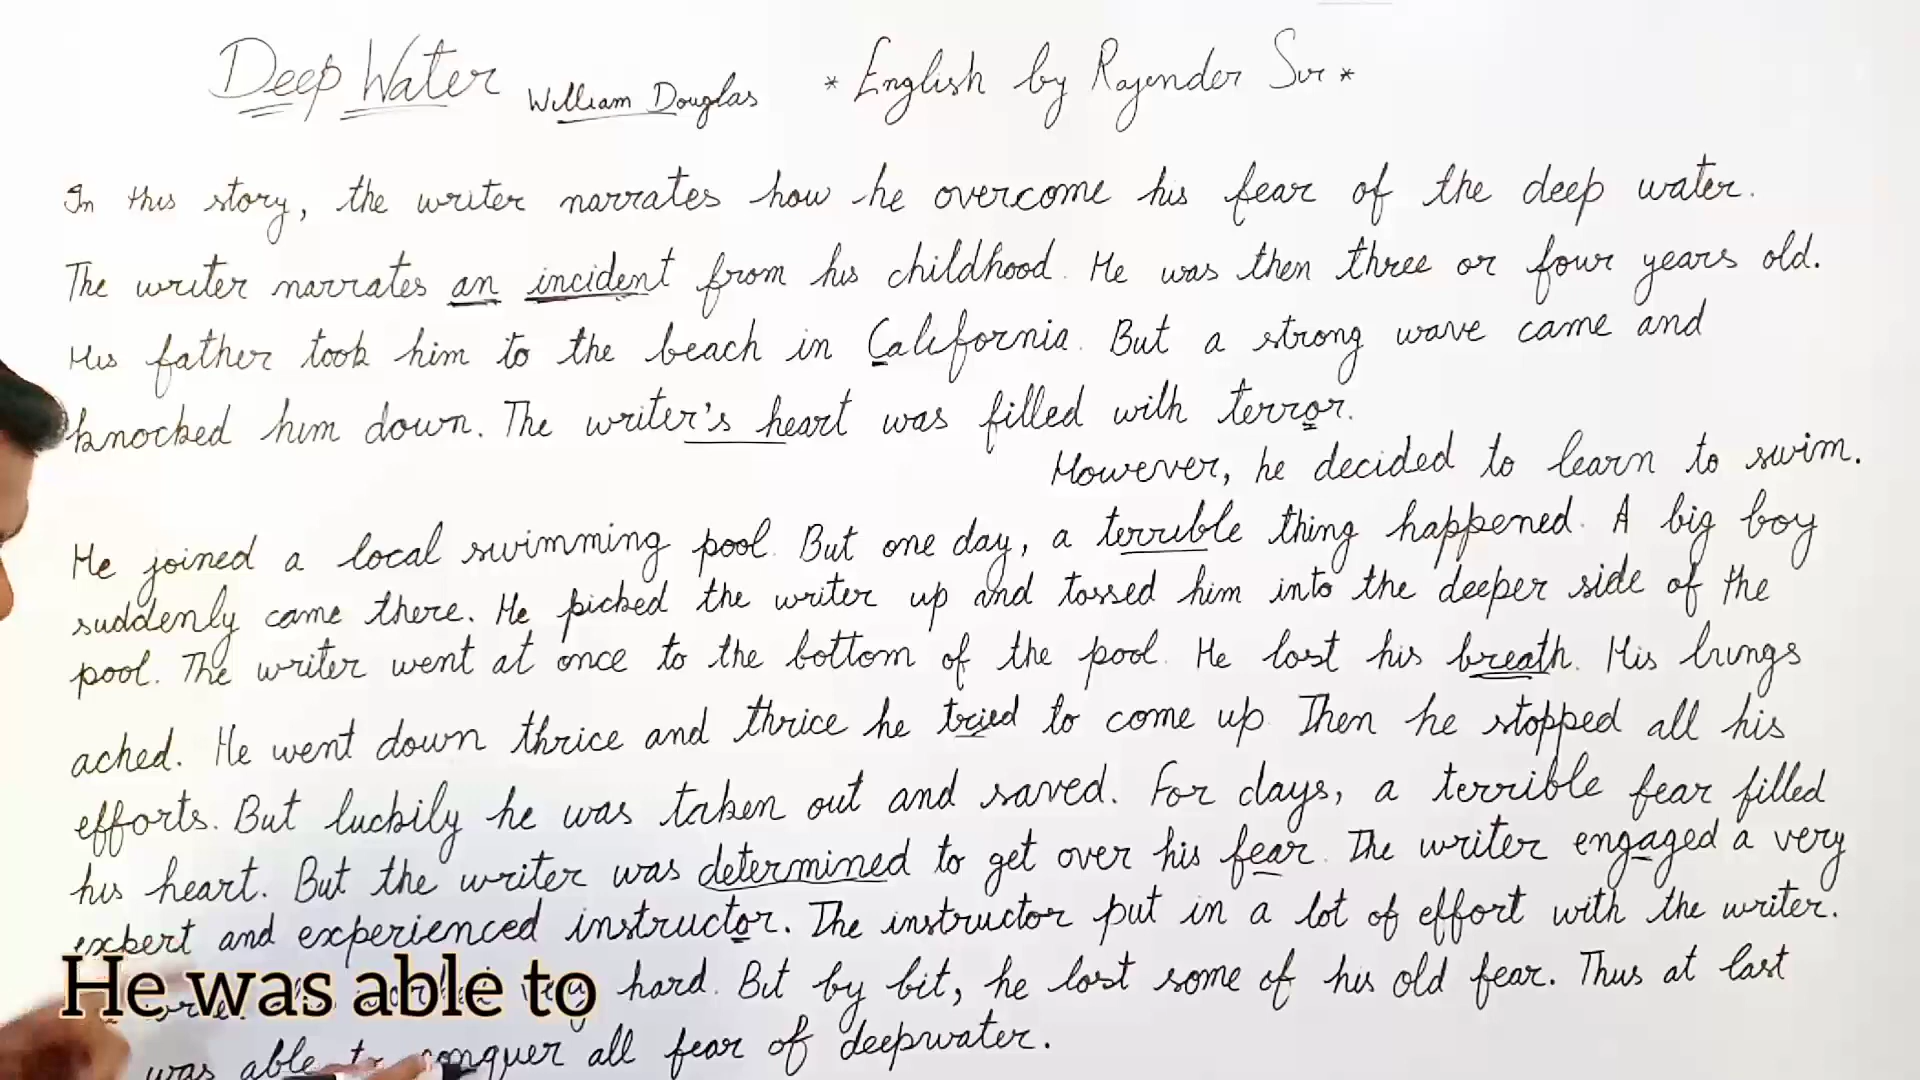 Deep Water William Douglas * English by Rajender Sir *
In this story, the writer narrates how he overcome his fear of the deep water.
The writer narrates an incident from his childhood. He was then three or four years old.
His father took him to the beach in California. But a strong wave came and
knocked him down. The writer's heart was filled with terror.
However, he decided to learn to swim.
He joined a local swimming pool. But one day, a terrible thing happened. A big boy
suddenly came there. He picked the writer up and tossed him into the deeper side of the
pool. The writer went at once to the bottom of the pool. He lost his breath. His lungs
ached. He went down thrice and thrice he tried to come up. Then he stopped all his
efforts. But luckily he was taken out and saved. For days, a terrible fear filled
his heart. But the writer was determined to get over his fear. The writer engaged a very
expert and experienced instructor. The instructor put in a lot of effort with the writer.
hard. Bit by bit, he lost some of his old fear. Thus at last
He was able to
was able to conquer all fear of deepwater.